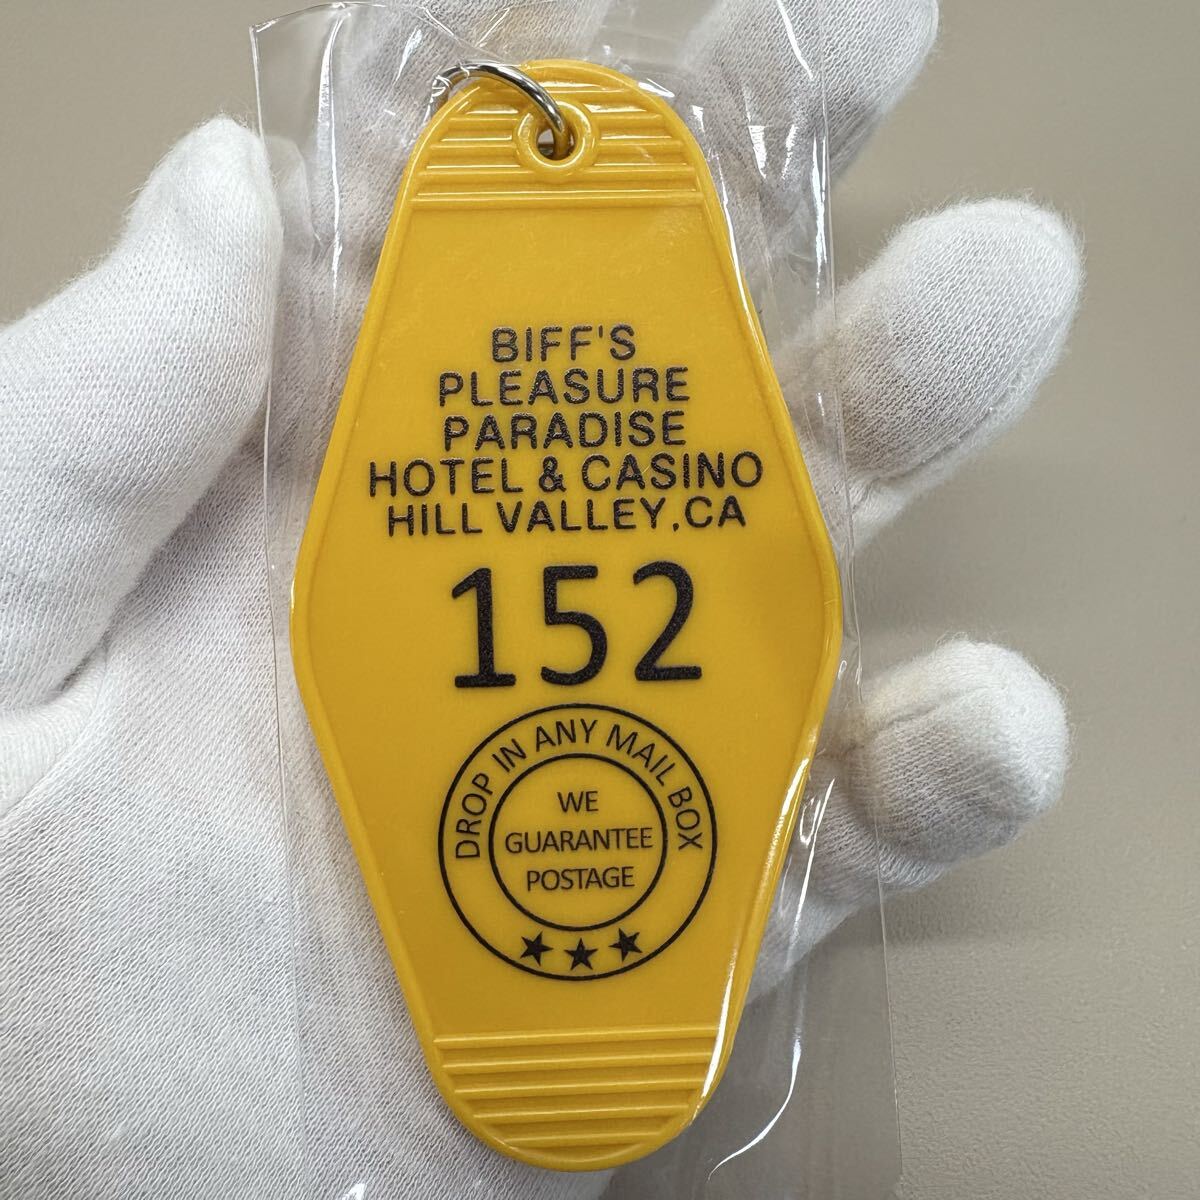 BIFF'S
PLEASURE
PARADISE
HOTEL & CASINO
HILL VALLEY,CA
152
DROP IN ANY MAIL BOX
WE
GUARANTEE
POSTAGE